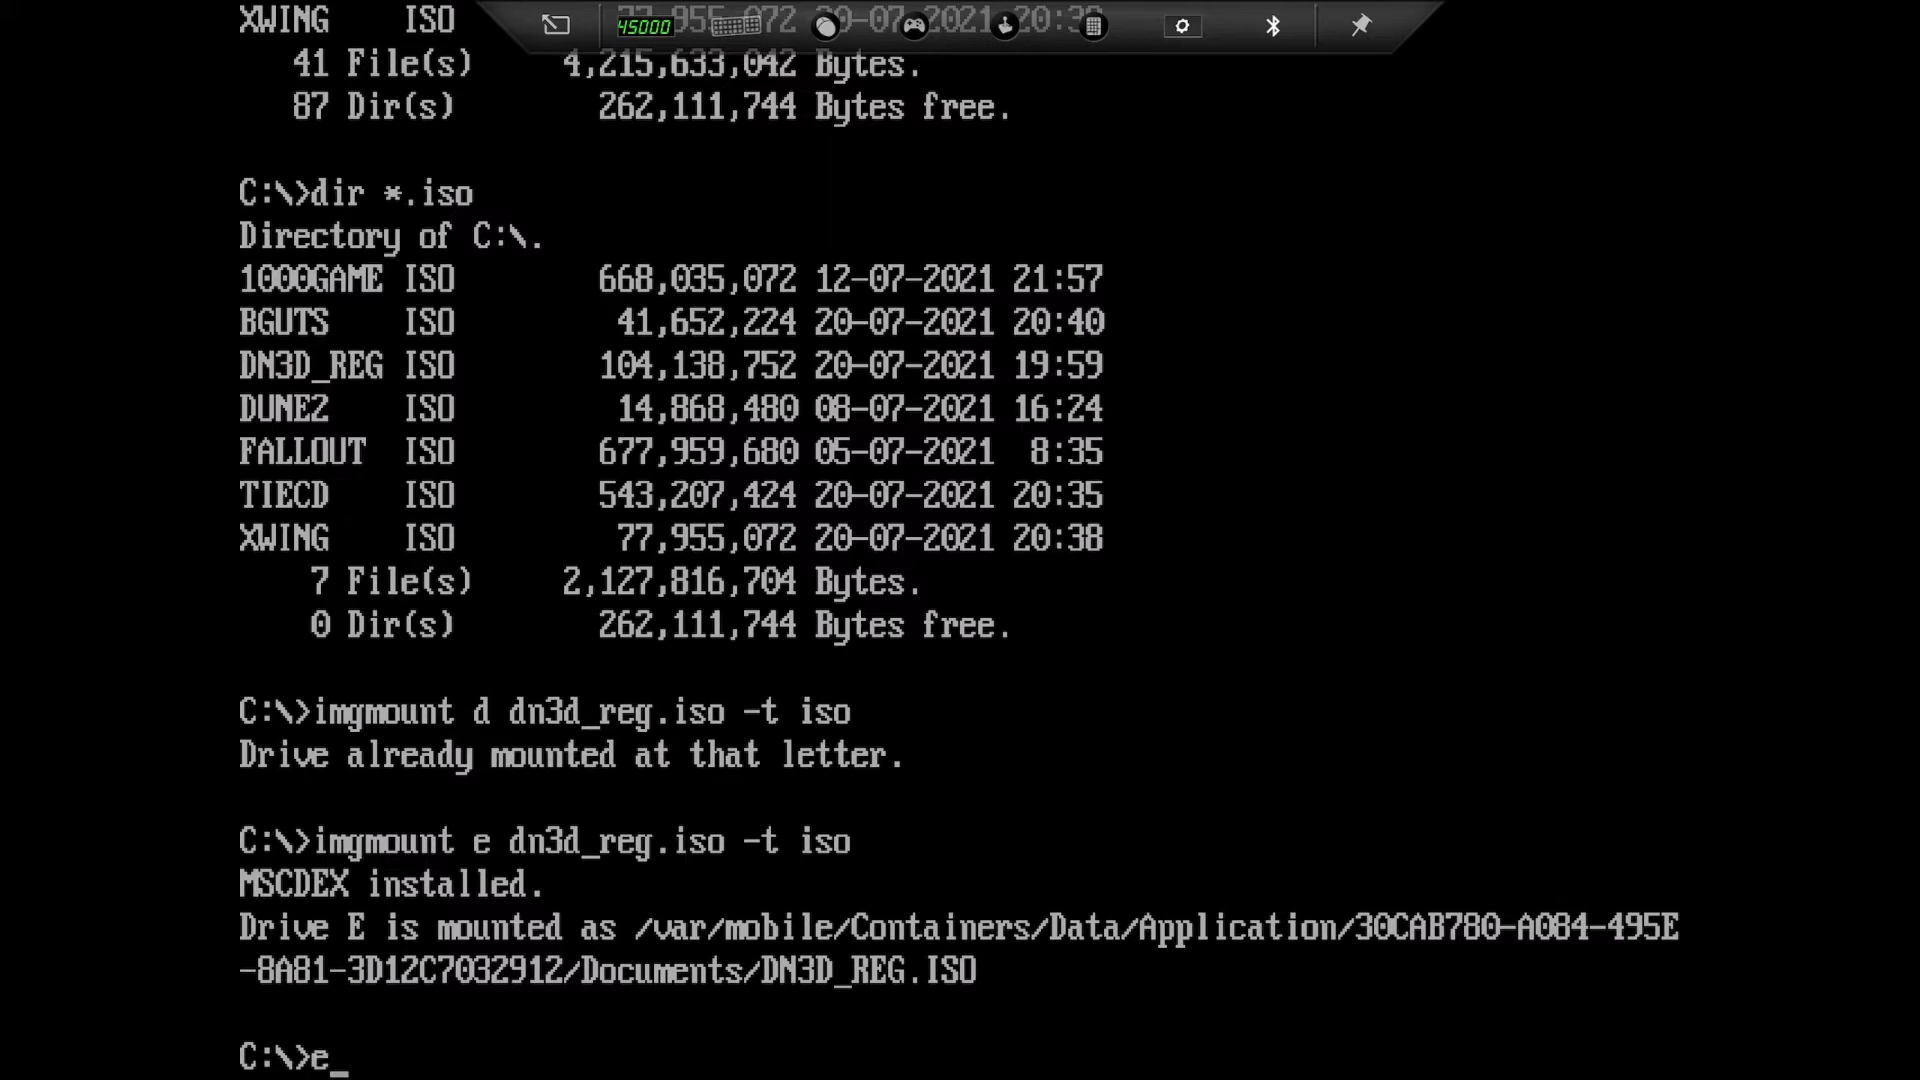 XWING    ISO         77,955,072 20-07-2021 20:38
45000
   41 File(s)     4,215,633,042 Bytes.
   87 Dir(s)        262,111,744 Bytes free.
C:\>dir *.iso
Directory of C:\.
1000GAME ISO        668,035,072 12-07-2021 21:57
BGUTS    ISO         41,652,224 20-07-2021 20:40
DN3D_REG ISO        104,138,752 20-07-2021 19:59
DUNE2    ISO         14,868,480 08-07-2021 16:24
FALLOUT  ISO        677,959,680 05-07-2021  8:35
TIECD    ISO        543,207,424 20-07-2021 20:35
XWING    ISO         77,955,072 20-07-2021 20:38
    7 File(s)     2,127,816,704 Bytes.
    0 Dir(s)        262,111,744 Bytes free.
C:\>imgmount d dn3d_reg.iso -t iso
Drive already mounted at that letter.
C:\>imgmount e dn3d_reg.iso -t iso
MSCDEX installed.
Drive E is mounted as /var/mobile/Containers/Data/Application/30CAB780-A084-495E
-8A81-3D12C7032912/Documents/DN3D_REG.ISO
C:\>e_